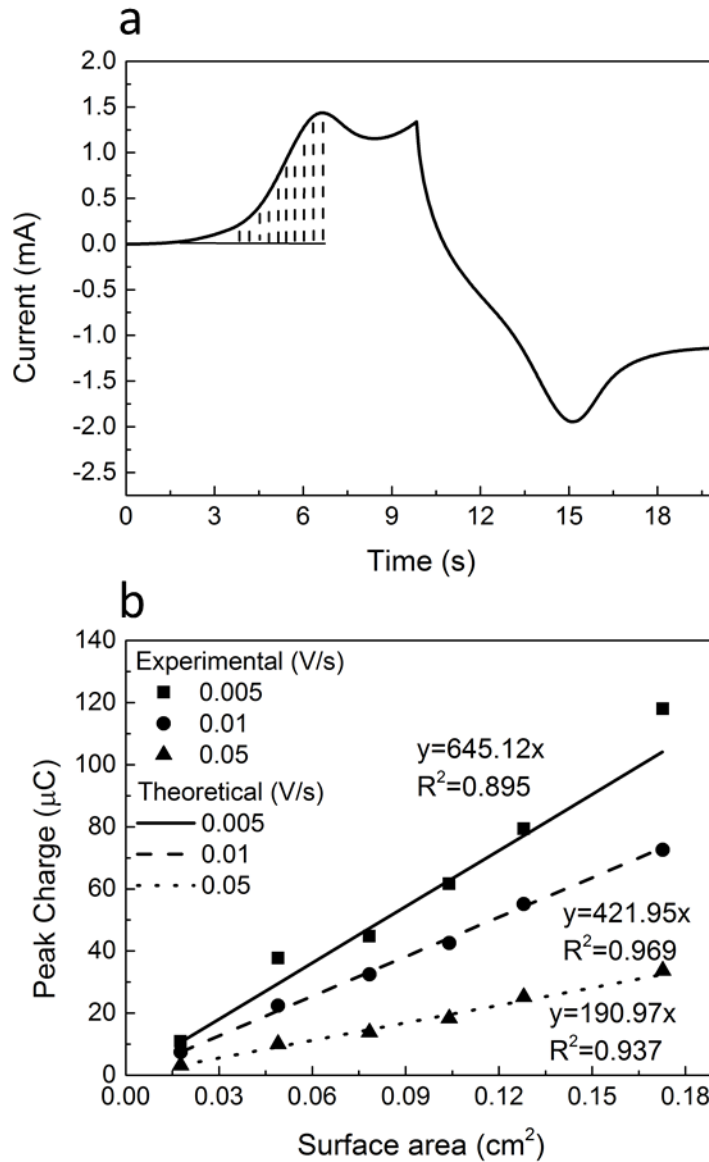 a
2.0
1.5
1.0
0.5
0.0
-0.5
-1.0
-1.5
-2.0
-2.5
Current (mA)
0 3 6 9 12 15 18
Time (s)
b
140
120
100
80
60
40
20
0
Peak Charge (μC)
Experimental (V/s)
0.005
0.01
0.05
Theoretical (V/s)
0.005
0.01
0.05
y=645.12x
R²=0.895
y=421.95x
R²=0.969
y=190.97x
R²=0.937
0.00 0.03 0.06 0.09 0.12 0.15 0.18
Surface area (cm²)